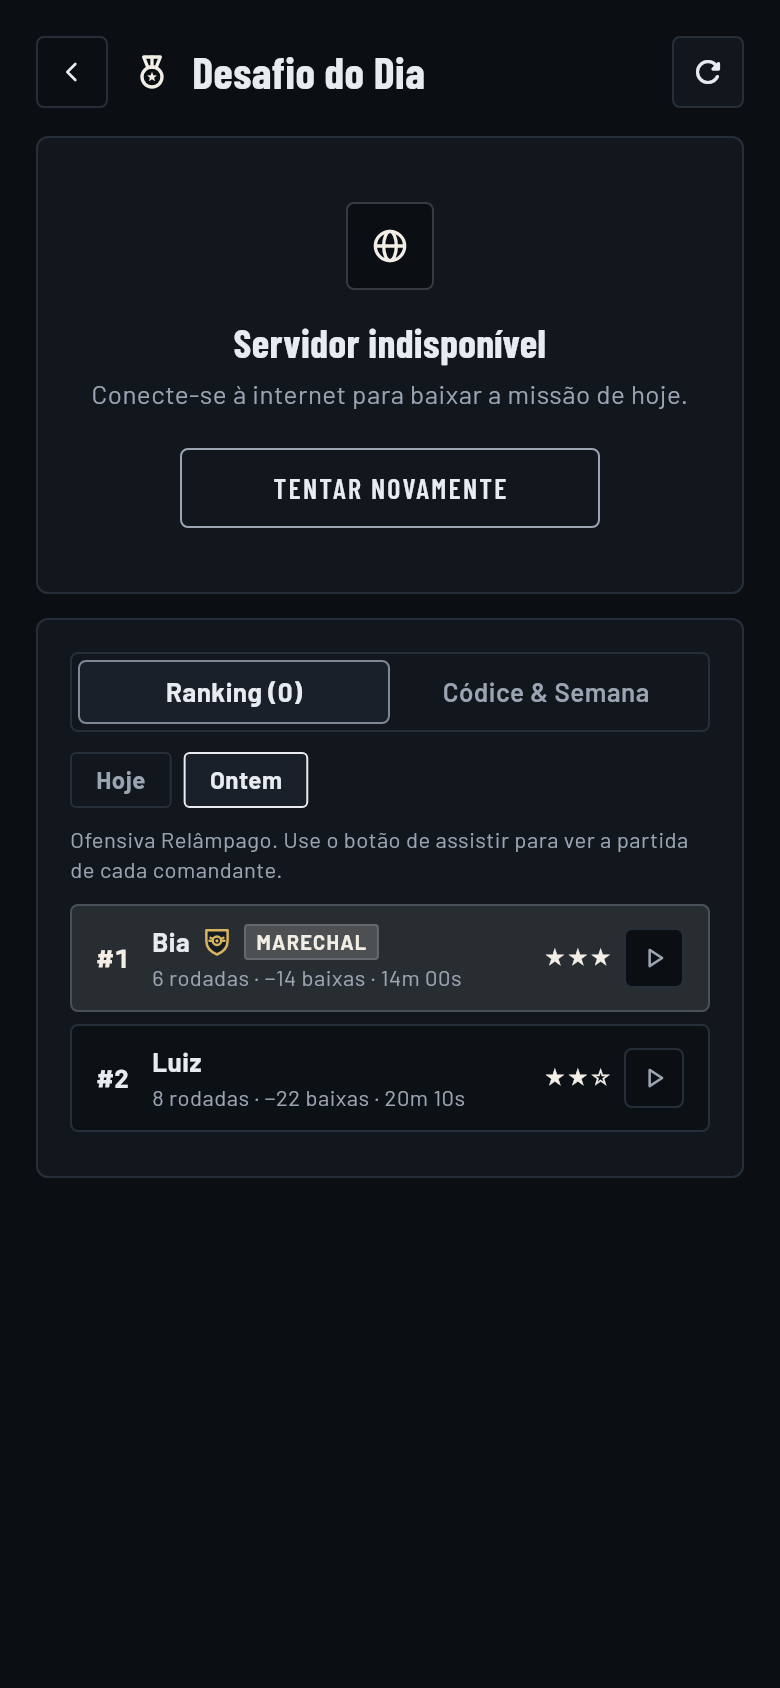 Desafio do Dia
Servidor indisponível
Conecte-se à internet para baixar a missão de hoje.
TENTAR NOVAMENTE
Ranking (0)
Códice & Semana
Hoje
Ontem
Ofensiva Relâmpago. Use o botão de assistir para ver a partida
de cada comandante.
#1
Bia
MARECHAL
6 rodadas · −14 baixas · 14m 00s
★★★
#2
Luiz
8 rodadas · −22 baixas · 20m 10s
★★☆